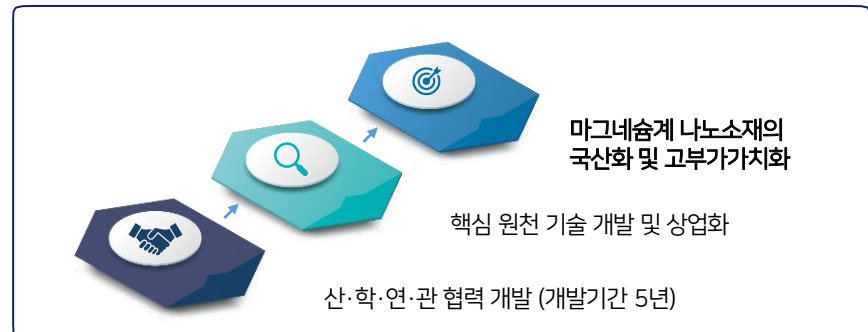 마그네슘계 나노소재의
국산화 및 고부가가치화
핵심 원천 기술 개발 및 상업화
산·학·연·관 협력 개발 (개발기간 5년)